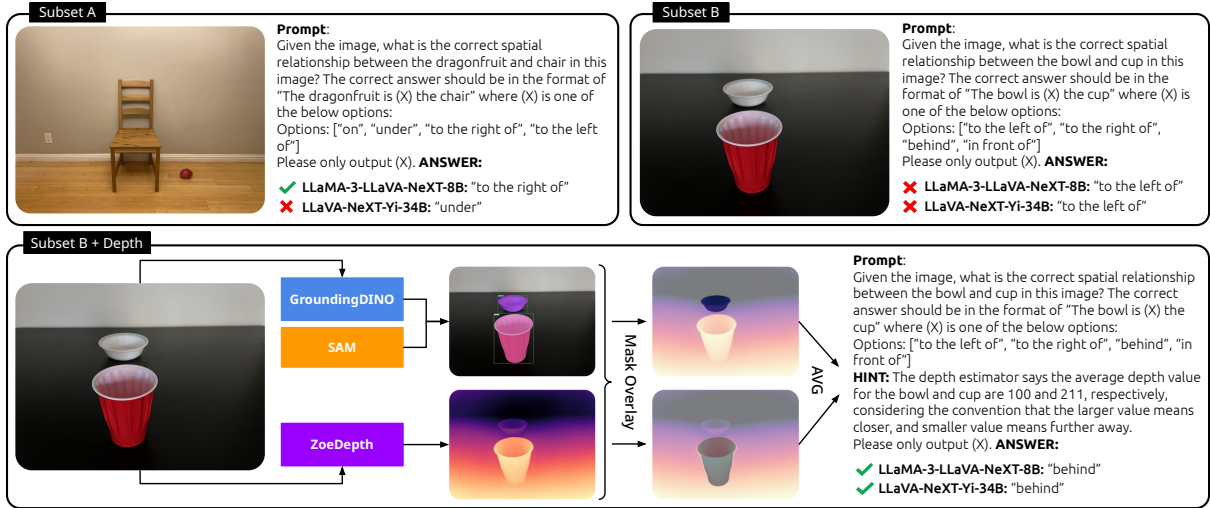 Subset A
Prompt:
Given the image, what is the correct spatial
relationship between the dragonfruit and chair in this
image? The correct answer should be in the format of
“The dragonfruit is (X) the chair” where (X) is one of
the below options:
Options: [“on”, “under”, “to the right of”, “to the left
of”]
Please only output (X). ANSWER:
LLaMA-3-LLaVA-NeXT-8B: “to the right of”
LLaVA-NeXT-Yi-34B: “under”
Subset B
Prompt:
Given the image, what is the correct spatial
relationship between the bowl and cup in this
image? The correct answer should be in the
format of “The bowl is (X) the cup” where (X) is
one of the below options:
Options: [“to the left of”, “to the right of”,
“behind”, “in front of”]
Please only output (X). ANSWER:
LLaMA-3-LLaVA-NeXT-8B: “to the left of”
LLaVA-NeXT-Yi-34B: “to the left of”
Subset B + Depth
GroundingDINO
SAM
ZoeDepth
Mask Overlay
AVG
Prompt:
Given the image, what is the correct spatial relationship
between the bowl and cup in this image? The correct
answer should be in the format of “The bowl is (X) the
cup” where (X) is one of the below options:
Options: [“to the left of”, “to the right of”, “behind”, “in
front of”]
HINT: The depth estimator says the average depth value
for the bowl and cup are 100 and 211, respectively,
considering the convention that the larger value means
closer, and smaller value means further away.
Please only output (X). ANSWER:
LLaMA-3-LLaVA-NeXT-8B: “behind”
LLaVA-NeXT-Yi-34B: “behind”